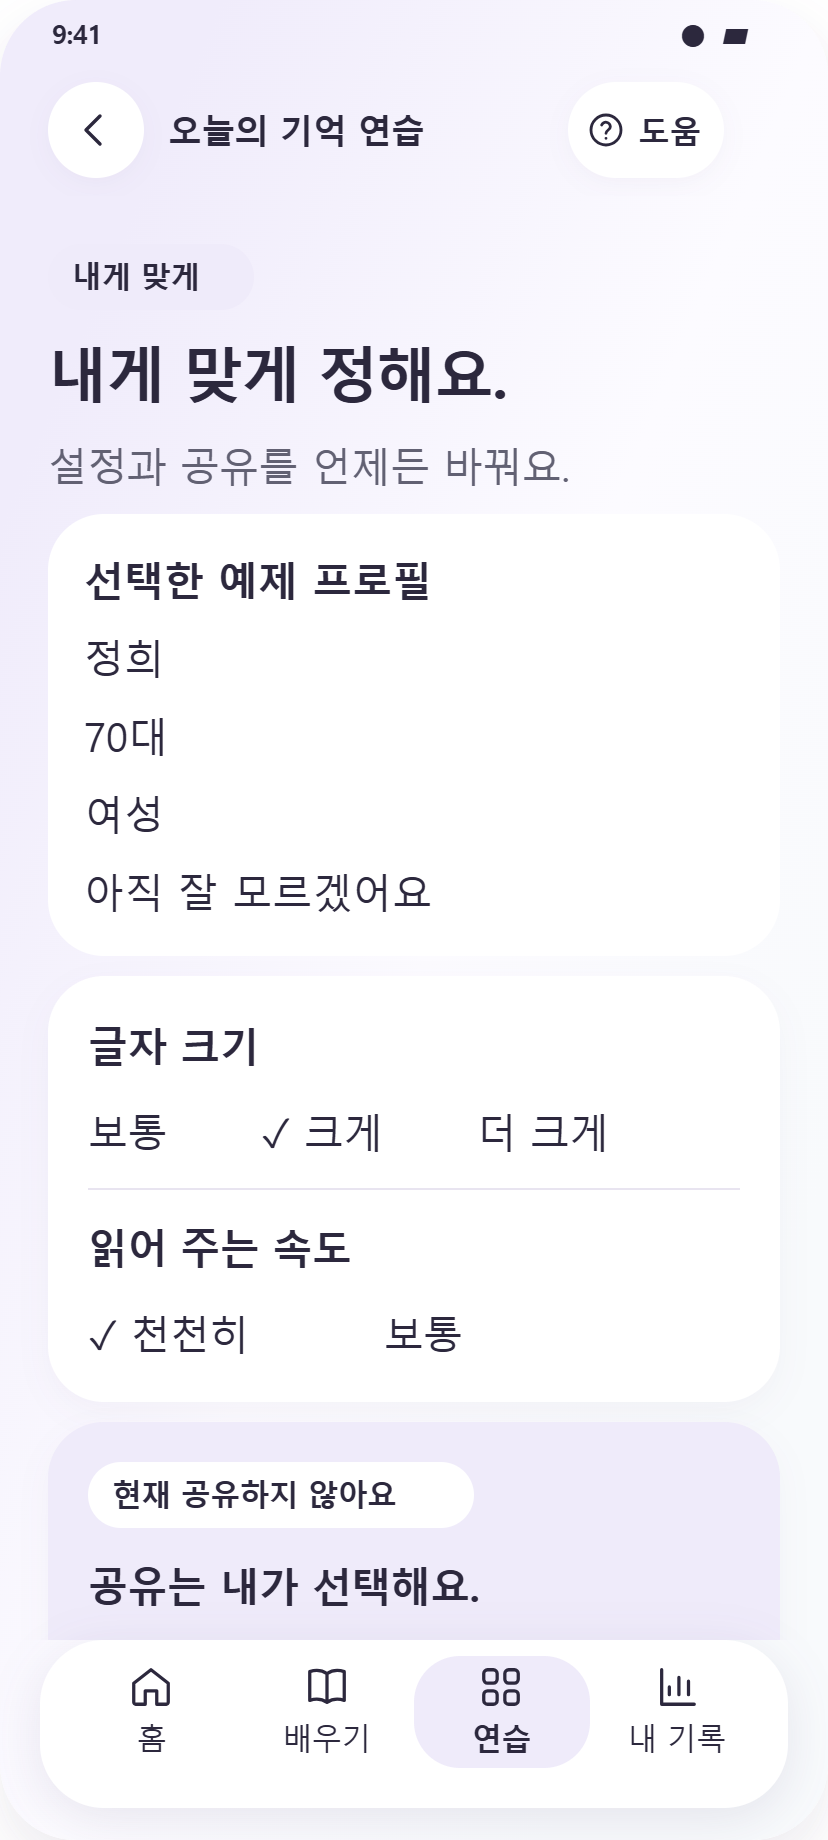 9:41
오늘의 기억 연습
도움
내게 맞게
내게 맞게 정해요.
설정과 공유를 언제든 바꿔요.
선택한 예제 프로필
정희
70대
여성
아직 잘 모르겠어요
글자 크기
보통 ✓ 크게 더 크게
읽어 주는 속도
✓ 천천히 보통
현재 공유하지 않아요
공유는 내가 선택해요.
홈 배우기 연습 내 기록